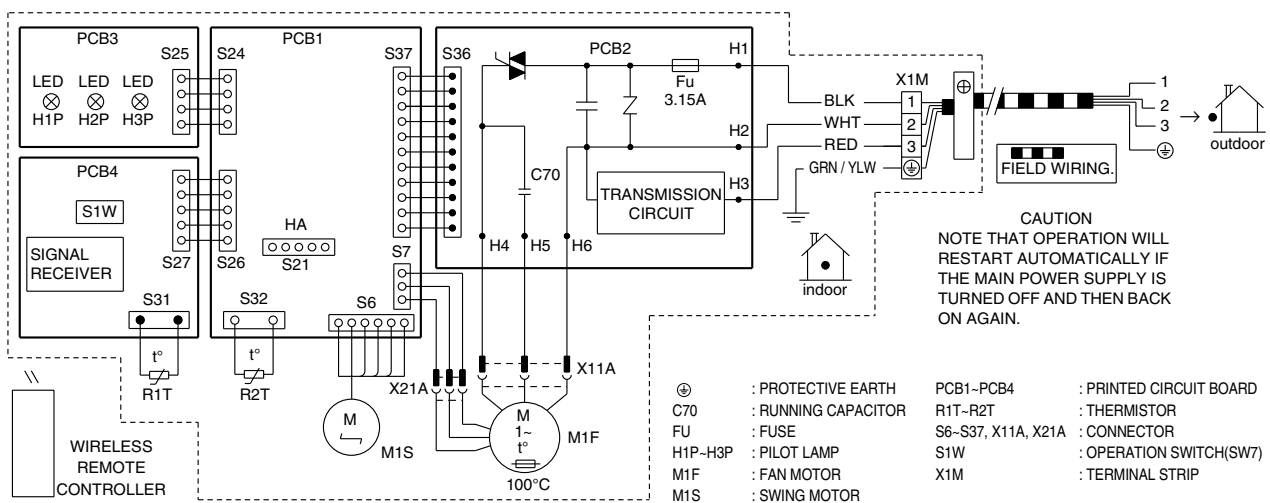 PCB3
S25
S24
PCB1
S37
S36
PCB2
H1
LED LED LED
H1P H2P H3P
Fu
3.15A
X1M
BLK
1
WHT
2
RED
3
GRN / YLW
1
2
3
outdoor
FIELD WIRING.
H2
H3
PCB4
S1W
SIGNAL
RECEIVER
S27
S26
HA
S21
C70
TRANSMISSION
CIRCUIT
S7
H4
H5
H6
indoor
CAUTION
NOTE THAT OPERATION WILL
RESTART AUTOMATICALLY IF
THE MAIN POWER SUPPLY IS
TURNED OFF AND THEN BACK
ON AGAIN.
S31
S32
S6
t°
R1T
t°
R2T
X21A
X11A
M
M1S
M
1~
t°
M1F
100°C
WIRELESS
REMOTE
CONTROLLER
: PROTECTIVE EARTH
C70 : RUNNING CAPACITOR
FU : FUSE
H1P~H3P : PILOT LAMP
M1F : FAN MOTOR
M1S : SWING MOTOR
PCB1~PCB4 : PRINTED CIRCUIT BOARD
R1T~R2T : THERMISTOR
S6~S37, X11A, X21A : CONNECTOR
S1W : OPERATION SWITCH(SW7)
X1M : TERMINAL STRIP